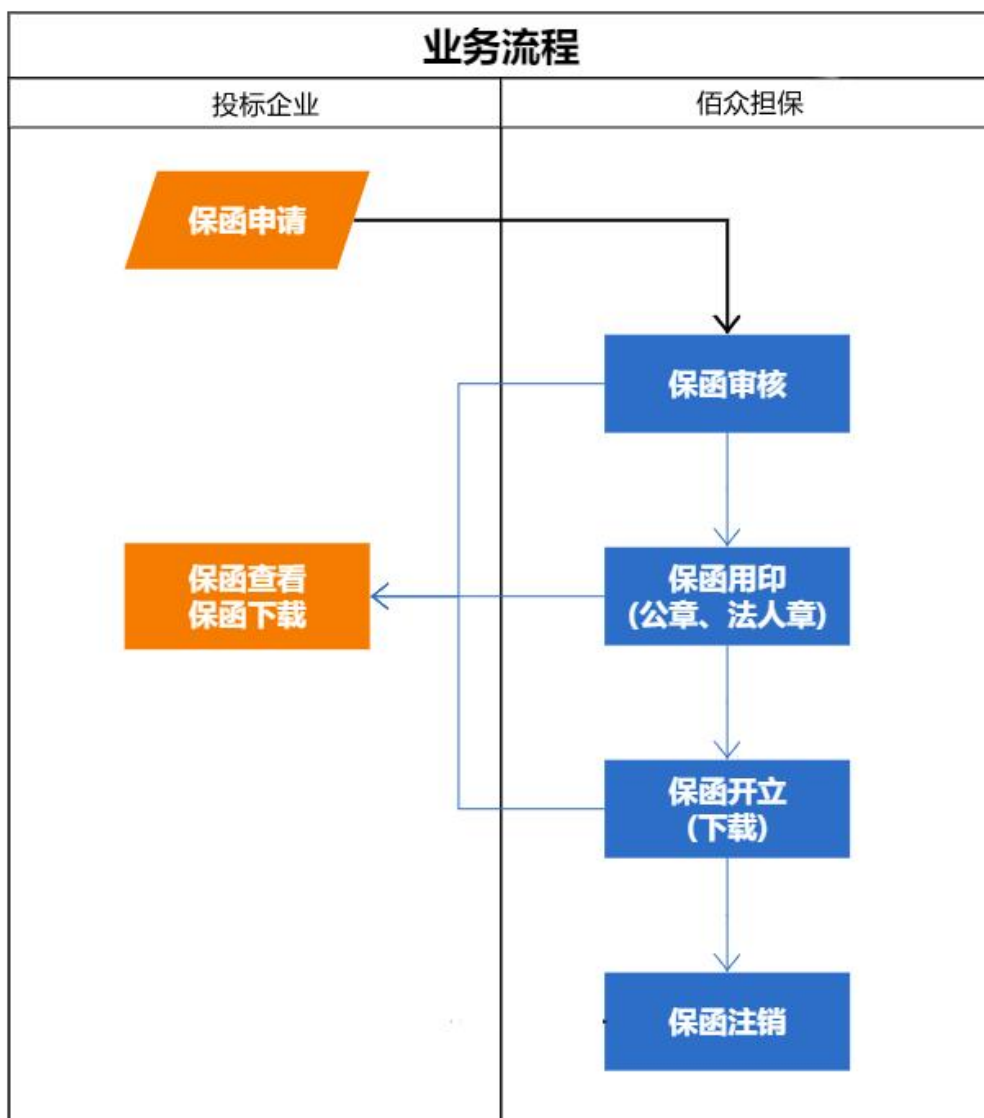 业务流程
投标企业
佰众担保
保函申请
保函审核
保函查看
保函下载
保函用印
(公章、法人章)
保函开立
(下载)
保函注销